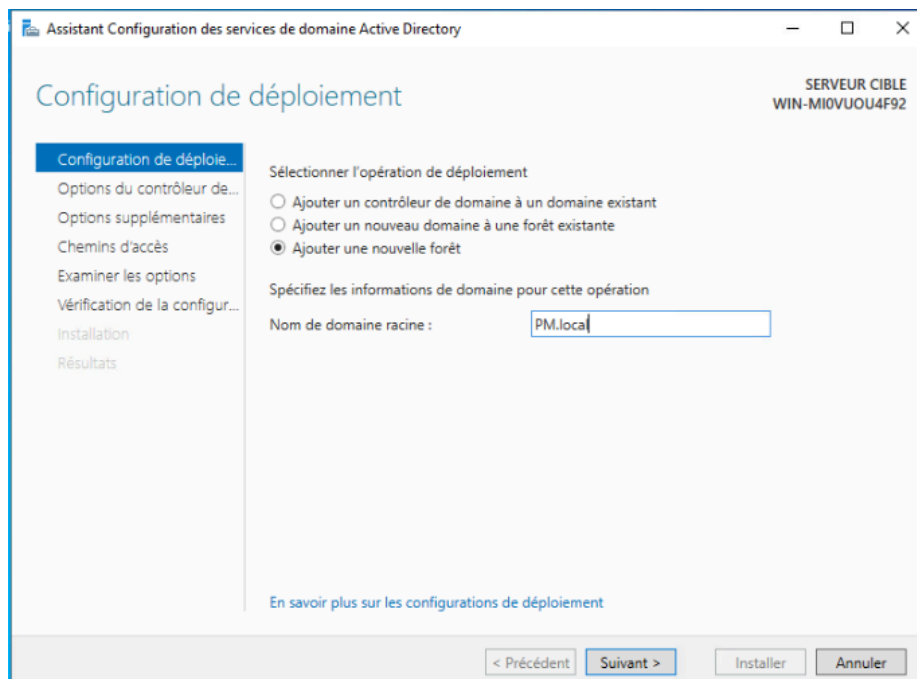 Assistant Configuration des services de domaine Active Directory
Configuration de déploiement
SERVEUR CIBLE
WIN-MI0VUOU4F92
Configuration de déploie...
Options du contrôleur de...
Options supplémentaires
Chemins d'accès
Examiner les options
Vérification de la configur...
Installation
Résultats
Sélectionner l'opération de déploiement
Ajouter un contrôleur de domaine à un domaine existant
Ajouter un nouveau domaine à une forêt existante
Ajouter une nouvelle forêt
Spécifiez les informations de domaine pour cette opération
Nom de domaine racine : PM.local
En savoir plus sur les configurations de déploiement
< Précédent Suivant > Installer Annuler